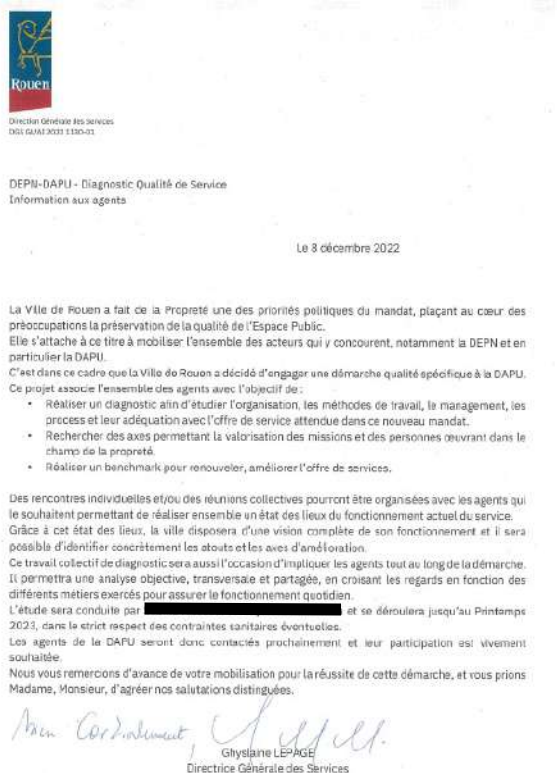 Rouen
Direction Générale des Services
DEPN-DAPU - Diagnostic Qualité de Service
Information aux agents
Le 8 décembre 2022
La Ville de Rouen a fait de la Propreté une des priorités politiques du mandat, plaçant au cœur des
préoccupations la préservation de la qualité de l'Espace Public.
Elle s'attache à ce titre à mobiliser l'ensemble des acteurs qui y concourent, notamment la DEPN et en
particulier la DAPU.
C'est dans ce cadre que la Ville de Rouen a décidé d'engager une démarche qualité spécifique à la DAPU.
Ce projet associe l'ensemble des agents avec l'objectif de :
• Réaliser un diagnostic afin d'étudier l'organisation, les méthodes de travail, le management, les
process et leur adéquation avec l'offre de service attendue dans ce nouveau mandat.
• Rechercher des axes permettant la valorisation des missions et des personnes œuvrant dans le
champ de la propreté.
• Réaliser un benchmark pour renouveler, améliorer l'offre de services.
Des rencontres individuelles et/ou des réunions collectives pourront être organisées avec les agents qui
le souhaitent permettant de réaliser ensemble un état des lieux du fonctionnement actuel du service.
Grâce à cet état des lieux, la ville disposera d'une vision complète de son fonctionnement et il sera
possible d'identifier concrètement les atouts et les axes d'amélioration.
Ce travail collectif de diagnostic sera aussi l'occasion d'impliquer les agents tout au long de la démarche.
Il permettra une analyse objective, transversale et partagée, en croisant les regards en fonction des
différents métiers exercés pour assurer le fonctionnement quotidien.
L'étude sera conduite par et se déroulera jusqu'au Printemps
2023, dans le strict respect des contraintes sanitaires éventuelles.
Les agents de la DAPU seront donc contactés prochainement et leur participation est vivement
souhaitée.
Nous vous remercions d'avance de votre mobilisation pour la réussite de cette démarche, et vous prions
Madame, Monsieur, d'agréer nos salutations distinguées.
Bien Cordialement,
Ghyslaine LEPAGE
Directrice Générale des Services